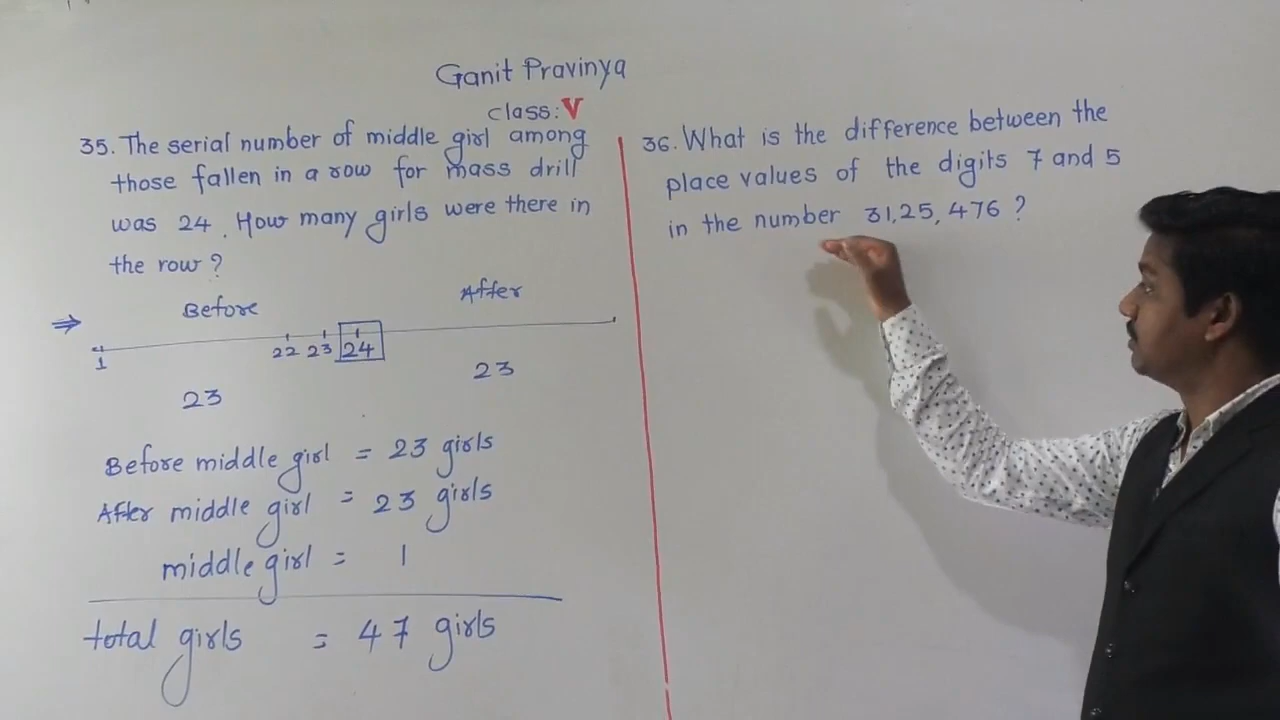 Ganit Pravinya
class: V
35. The serial number of middle girl among
those fallen in a row for mass drill
was 24. How many girls were there in
the row?
Before
After
⇒
1
22 23 24
23
23
Before middle girl = 23 girls
After middle girl = 23 girls
middle girl = 1
total girls = 47 girls
36. What is the difference between the
place values of the digits 7 and 5
in the number 31,25,476?